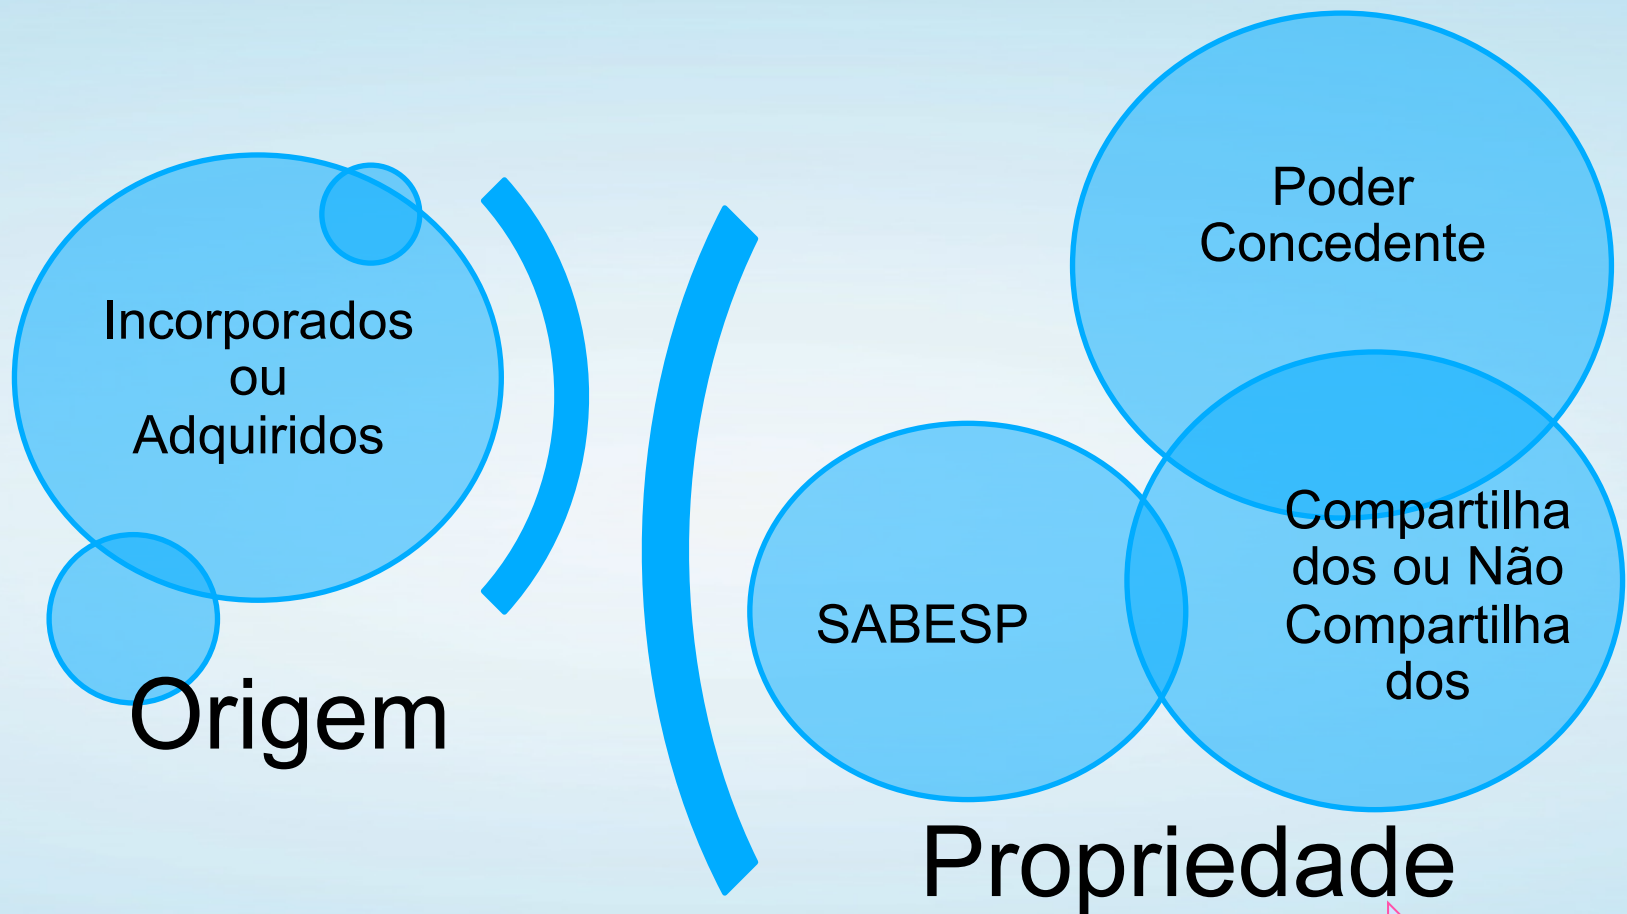 Incorporados
ou
Adquiridos
Origem
Poder
Concedente
SABESP
Compartilha
dos ou Não
Compartilha
dos
Propriedade